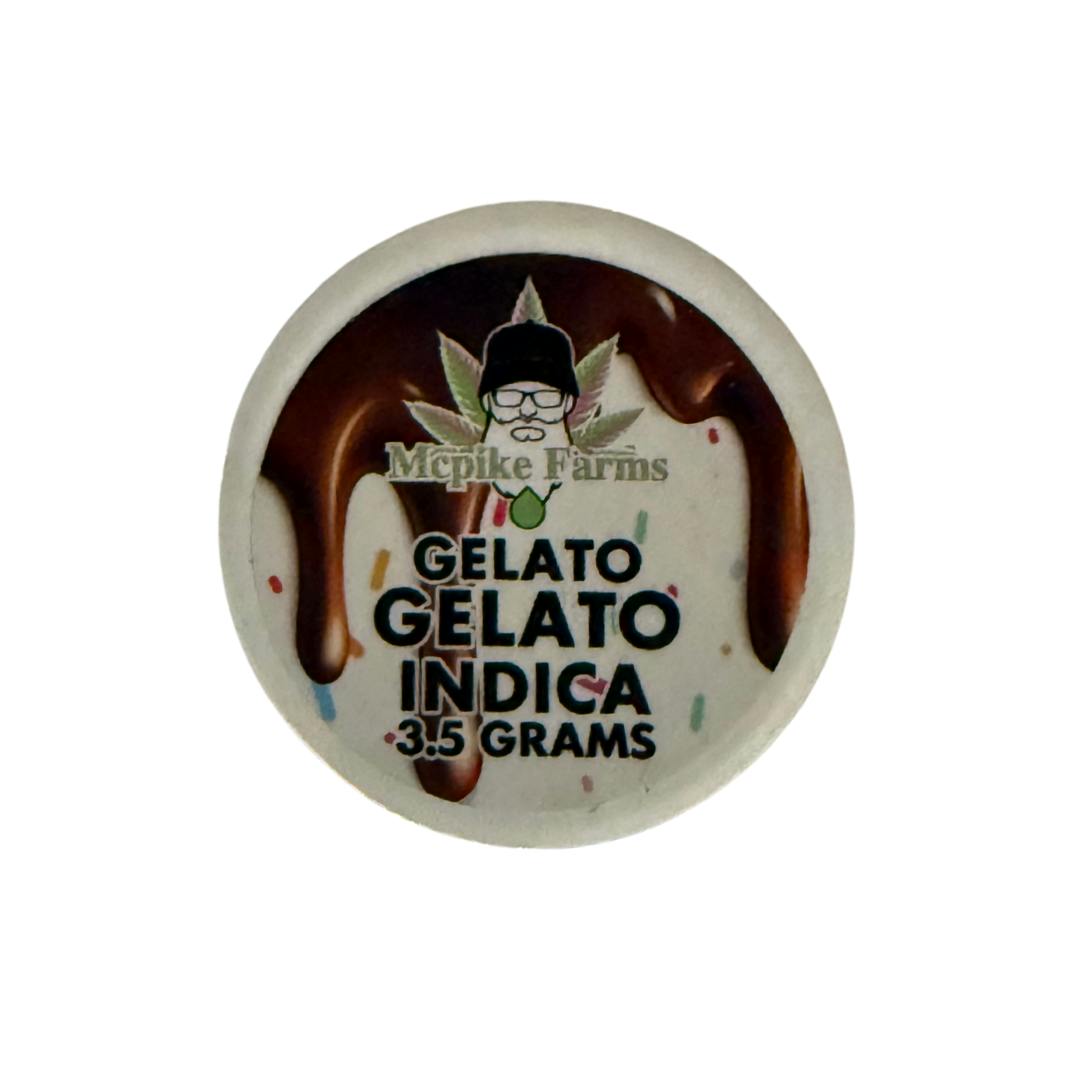 Mcpike Farms
GELATO
GELATO
INDICA
3.5 GRAMS